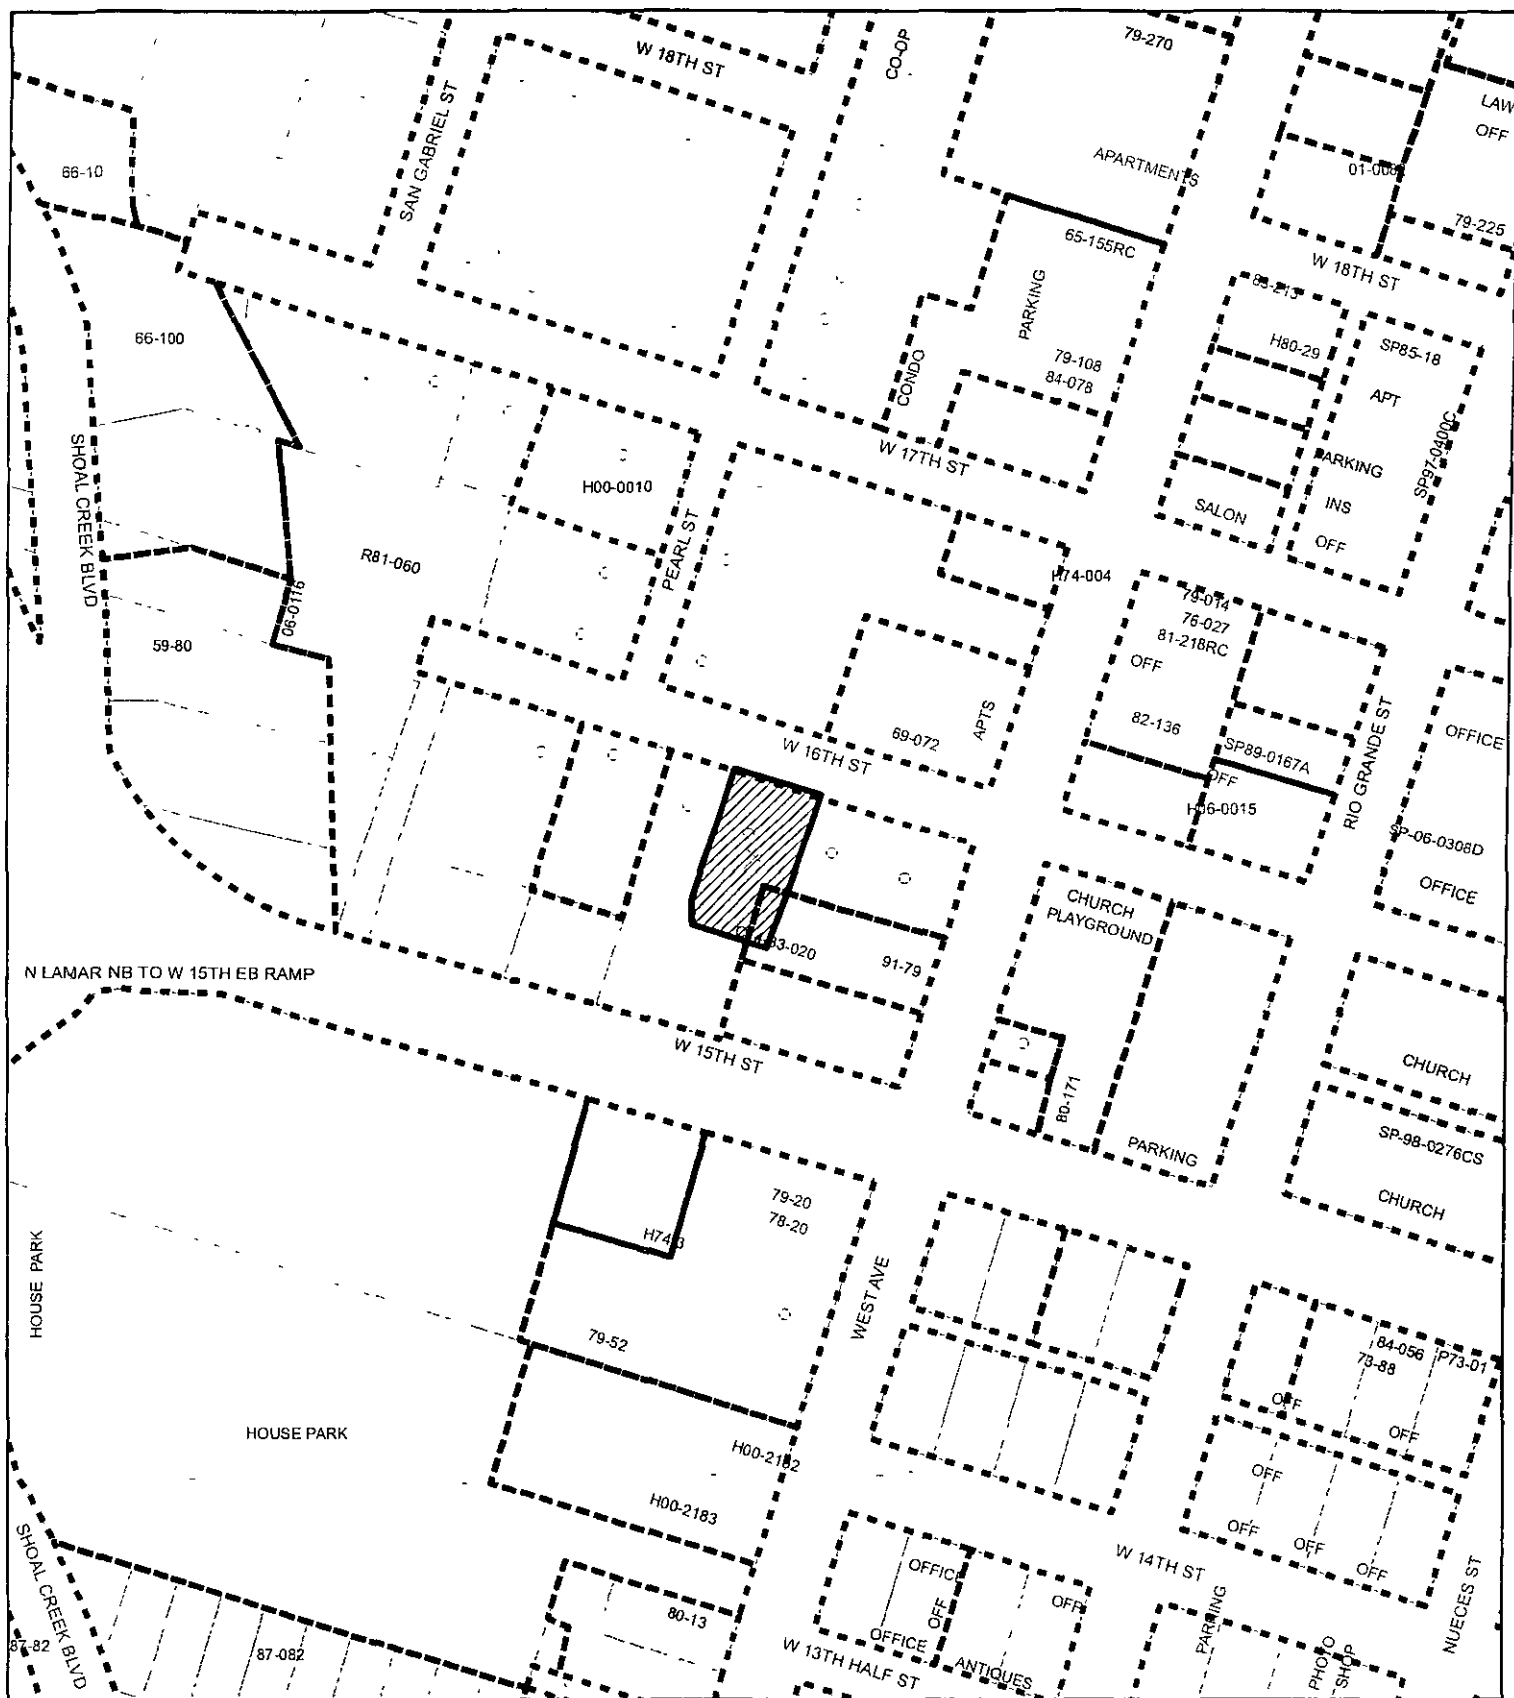 79-270
W 18TH ST
CO-OP
LAW
OFF
SAN GABRIEL ST
66-10
APARTMENTS
79-225
65-155RC
W 18TH ST
PARKING
66-100
H80-29
SP85-18
79-108
84-078
CONDO
APT
SP97-0400C
W 17TH ST
ARKING
INS
OFF
SALON
SHOAL CREEK BLVD
H00-0010
PEARL ST
R81-060
06-0116
H74-004
59-80
79-014
76-027
81-218RC
OFF
82-136
RIO GRANDE ST
OFFICE
APTS
69-072
W 16TH ST
SP89-0167A
OFF
H06-0015
SP-06-0308D
OFFICE
CHURCH
PLAYGROUND
83-020
91-79
N LAMAR NB TO W 15TH EB RAMP
W 15TH ST
80-171
CHURCH
SP-98-0276CS
PARKING
CHURCH
79-20
78-20
H74-3
HOUSE PARK
WEST AVE
79-52
84-056
P73-01
73-88
OFF
OFF
HOUSE PARK
H00-2182
OFF
H00-2183
OFF
OFF
OFF
W 14TH ST
SHOAL CREEK BLVD
OFFICE
OFF
OFF
NUECES ST
80-13
PARKING
87-82
87-082
OFFICE
W 13TH HALF ST
ANTIQUES
PHOTO
SHOP